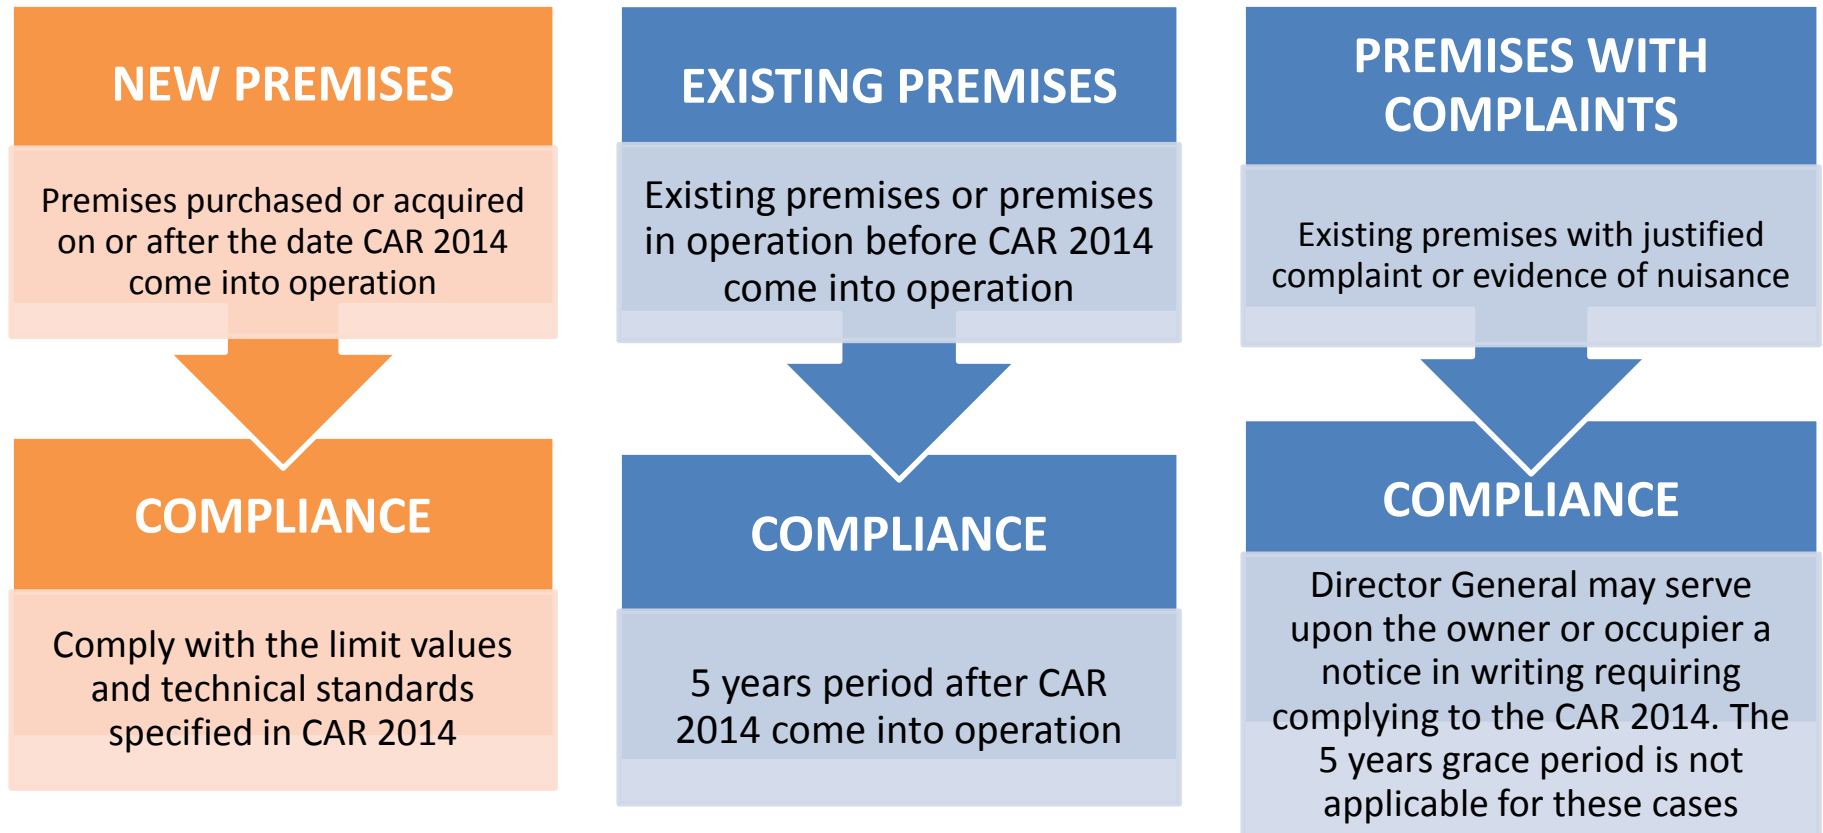 NEW PREMISES
Premises purchased or acquired
on or after the date CAR 2014
come into operation
COMPLIANCE
Comply with the limit values
and technical standards
specified in CAR 2014
EXISTING PREMISES
Existing premises or premises
in operation before CAR 2014
come into operation
COMPLIANCE
5 years period after CAR
2014 come into operation
PREMISES WITH
COMPLAINTS
Existing premises with justified
complaint or evidence of nuisance
COMPLIANCE
Director General may serve
upon the owner or occupier a
notice in writing requiring
complying to the CAR 2014. The
5 years grace period is not
applicable for these cases